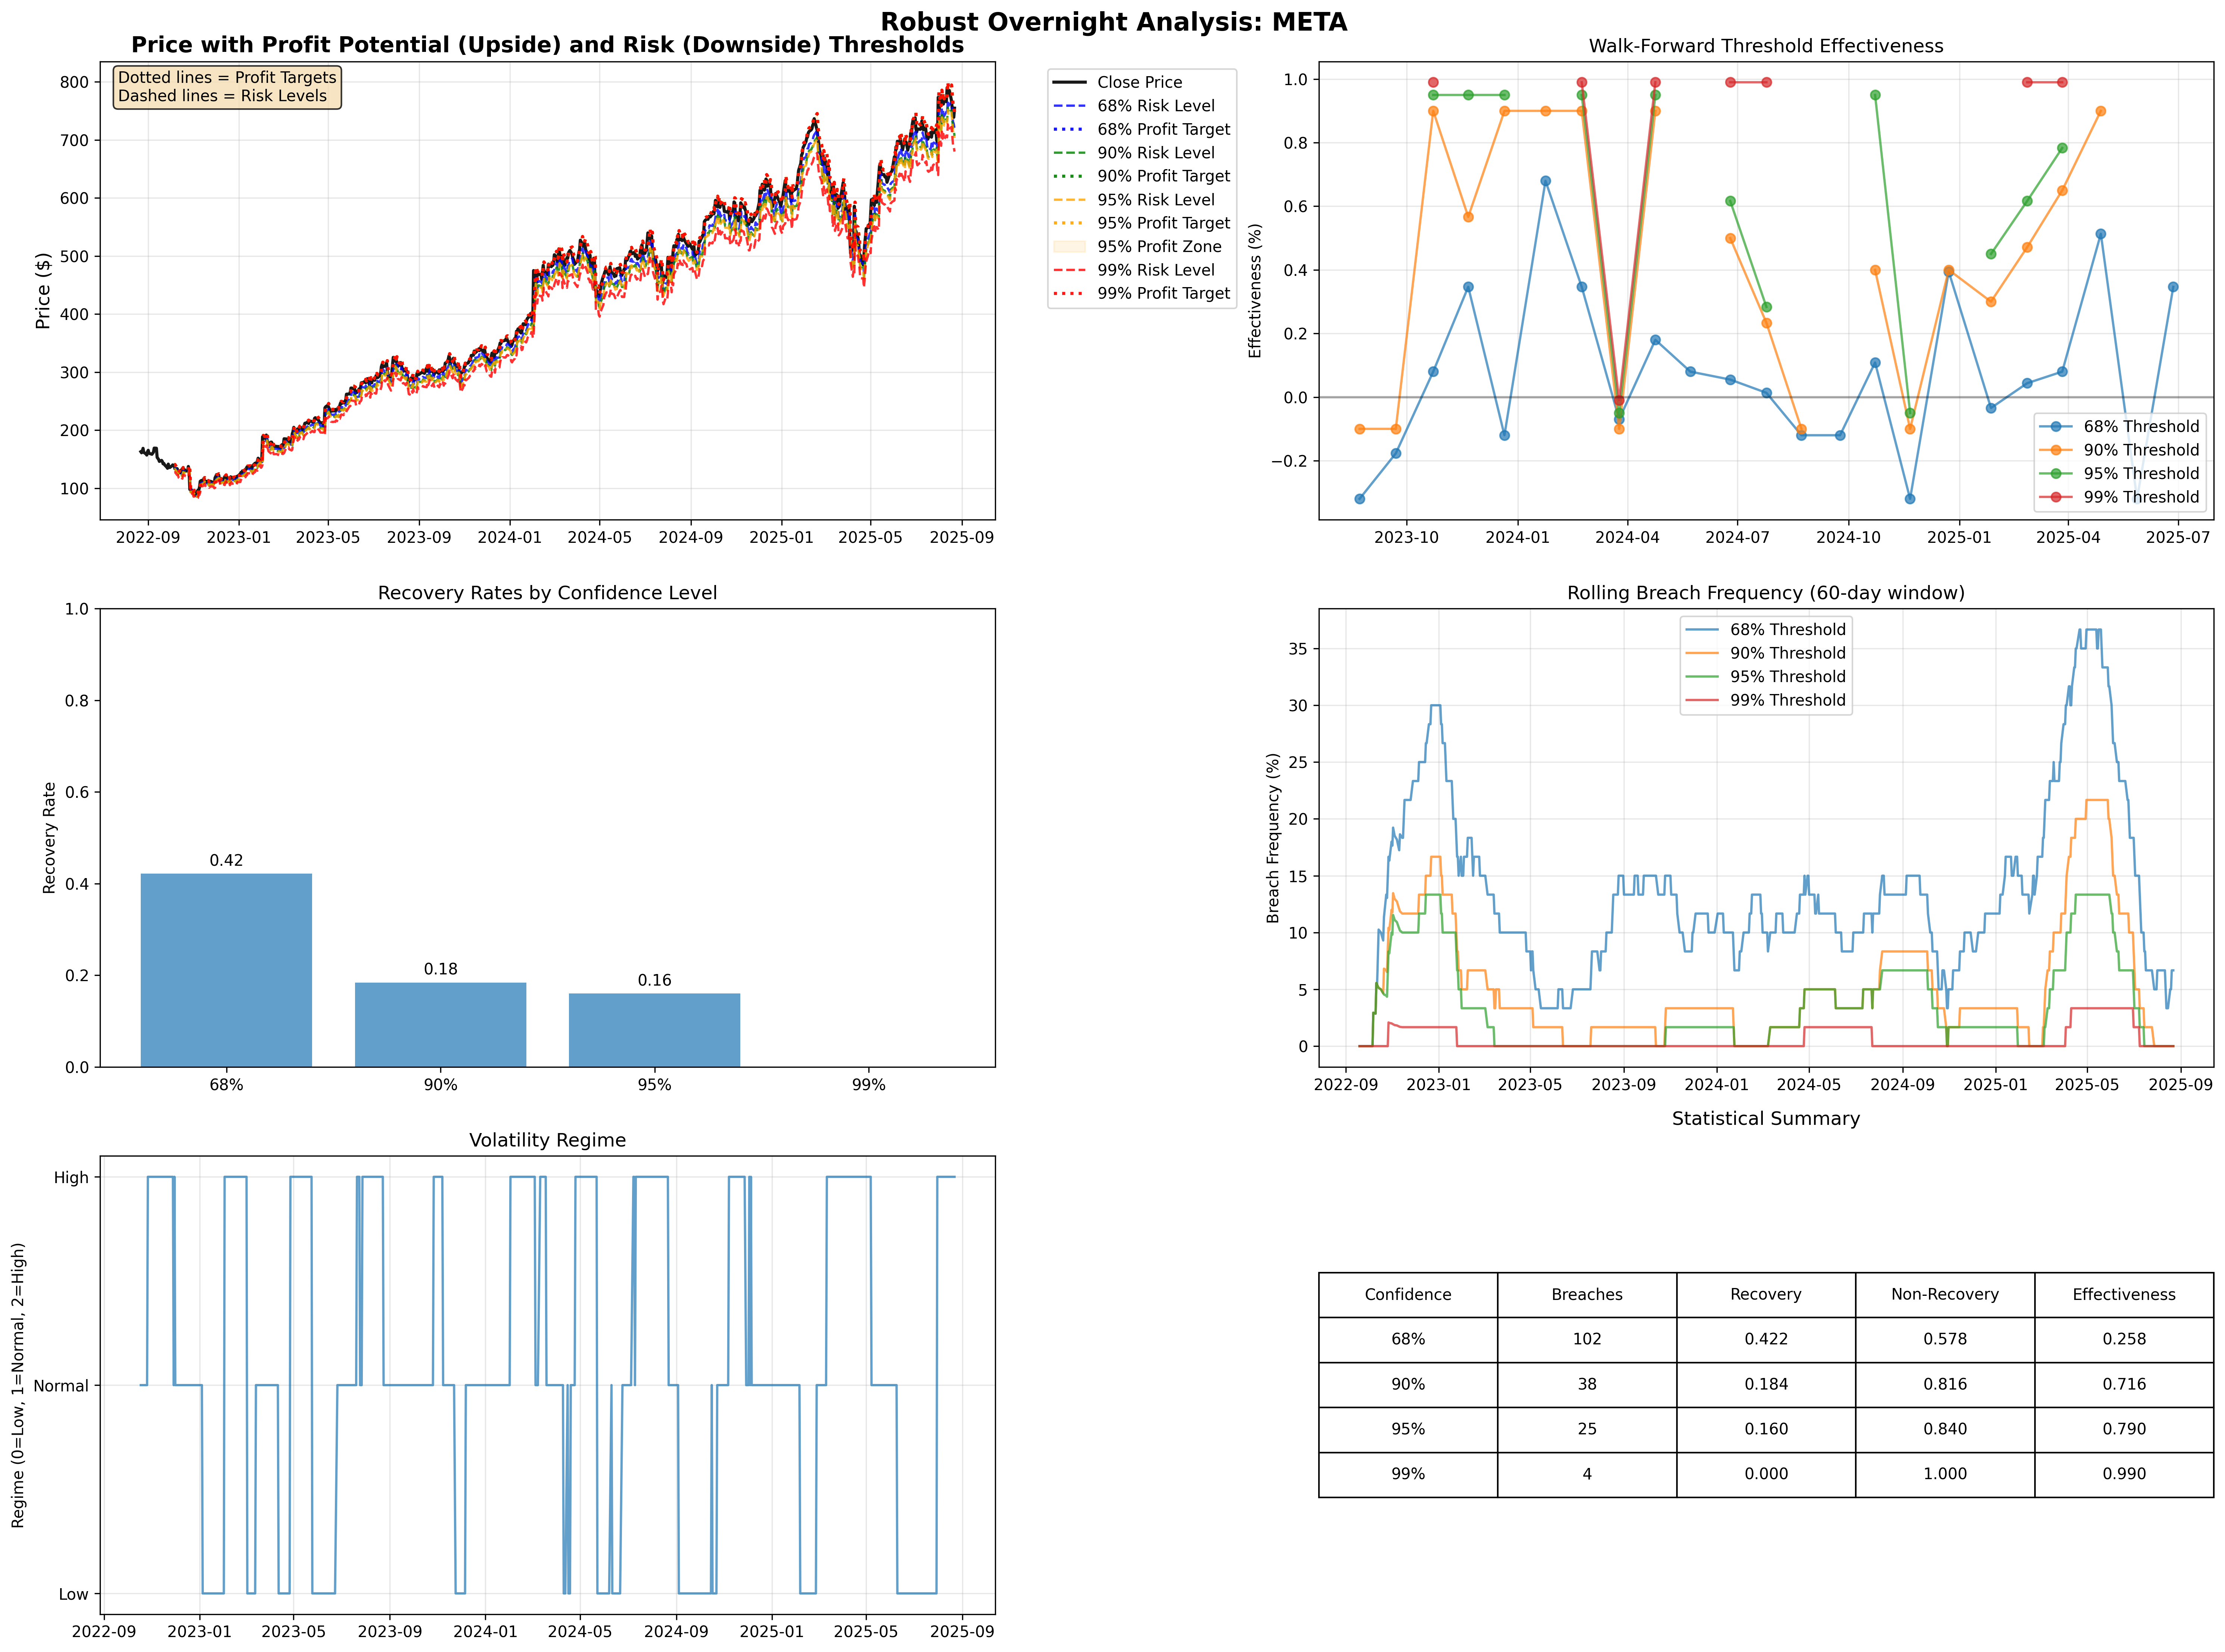 Robust Overnight Analysis: META
Price with Profit Potential (Upside) and Risk (Downside) Thresholds
Dotted lines = Profit Targets
Dashed lines = Risk Levels
Price ($)
800
700
600
500
400
300
200
100
2022-09 2023-01 2023-05 2023-09 2024-01 2024-05 2024-09 2025-01 2025-05 2025-09
Close Price
68% Risk Level
68% Profit Target
90% Risk Level
90% Profit Target
95% Risk Level
95% Profit Target
95% Profit Zone
99% Risk Level
99% Profit Target
Walk-Forward Threshold Effectiveness
Effectiveness (%)
1.0
0.8
0.6
0.4
0.2
0.0
−0.2
2023-10 2024-01 2024-04 2024-07 2024-10 2025-01 2025-04 2025-07
68% Threshold
90% Threshold
95% Threshold
99% Threshold
Recovery Rates by Confidence Level
Recovery Rate
1.0
0.8
0.6
0.4
0.2
0.0
0.42
0.18
0.16
68% 90% 95% 99%
Rolling Breach Frequency (60-day window)
Breach Frequency (%)
35
30
25
20
15
10
5
0
68% Threshold
90% Threshold
95% Threshold
99% Threshold
2022-09 2023-01 2023-05 2023-09 2024-01 2024-05 2024-09 2025-01 2025-05 2025-09
Volatility Regime
Regime (0=Low, 1=Normal, 2=High)
High
Normal
Low
2022-09 2023-01 2023-05 2023-09 2024-01 2024-05 2024-09 2025-01 2025-05 2025-09
Statistical Summary
Confidence Breaches Recovery Non-Recovery Effectiveness
68% 102 0.422 0.578 0.258
90% 38 0.184 0.816 0.716
95% 25 0.160 0.840 0.790
99% 4 0.000 1.000 0.990